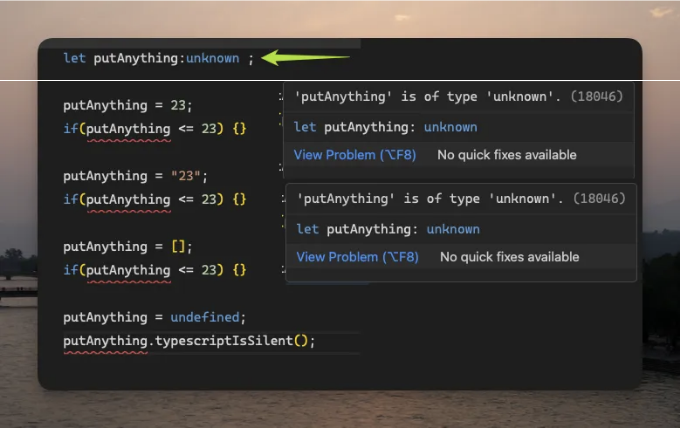 let putAnything:unknown ;
putAnything = 23;
if(putAnything <= 23) {}
putAnything = "23";
if(putAnything <= 23) {}
putAnything = [];
if(putAnything <= 23) {}
putAnything = undefined;
putAnything.typescriptIsSilent();
'putAnything' is of type 'unknown'. (18046)
let putAnything: unknown
View Problem (⌥F8) No quick fixes available
'putAnything' is of type 'unknown'. (18046)
let putAnything: unknown
View Problem (⌥F8) No quick fixes available